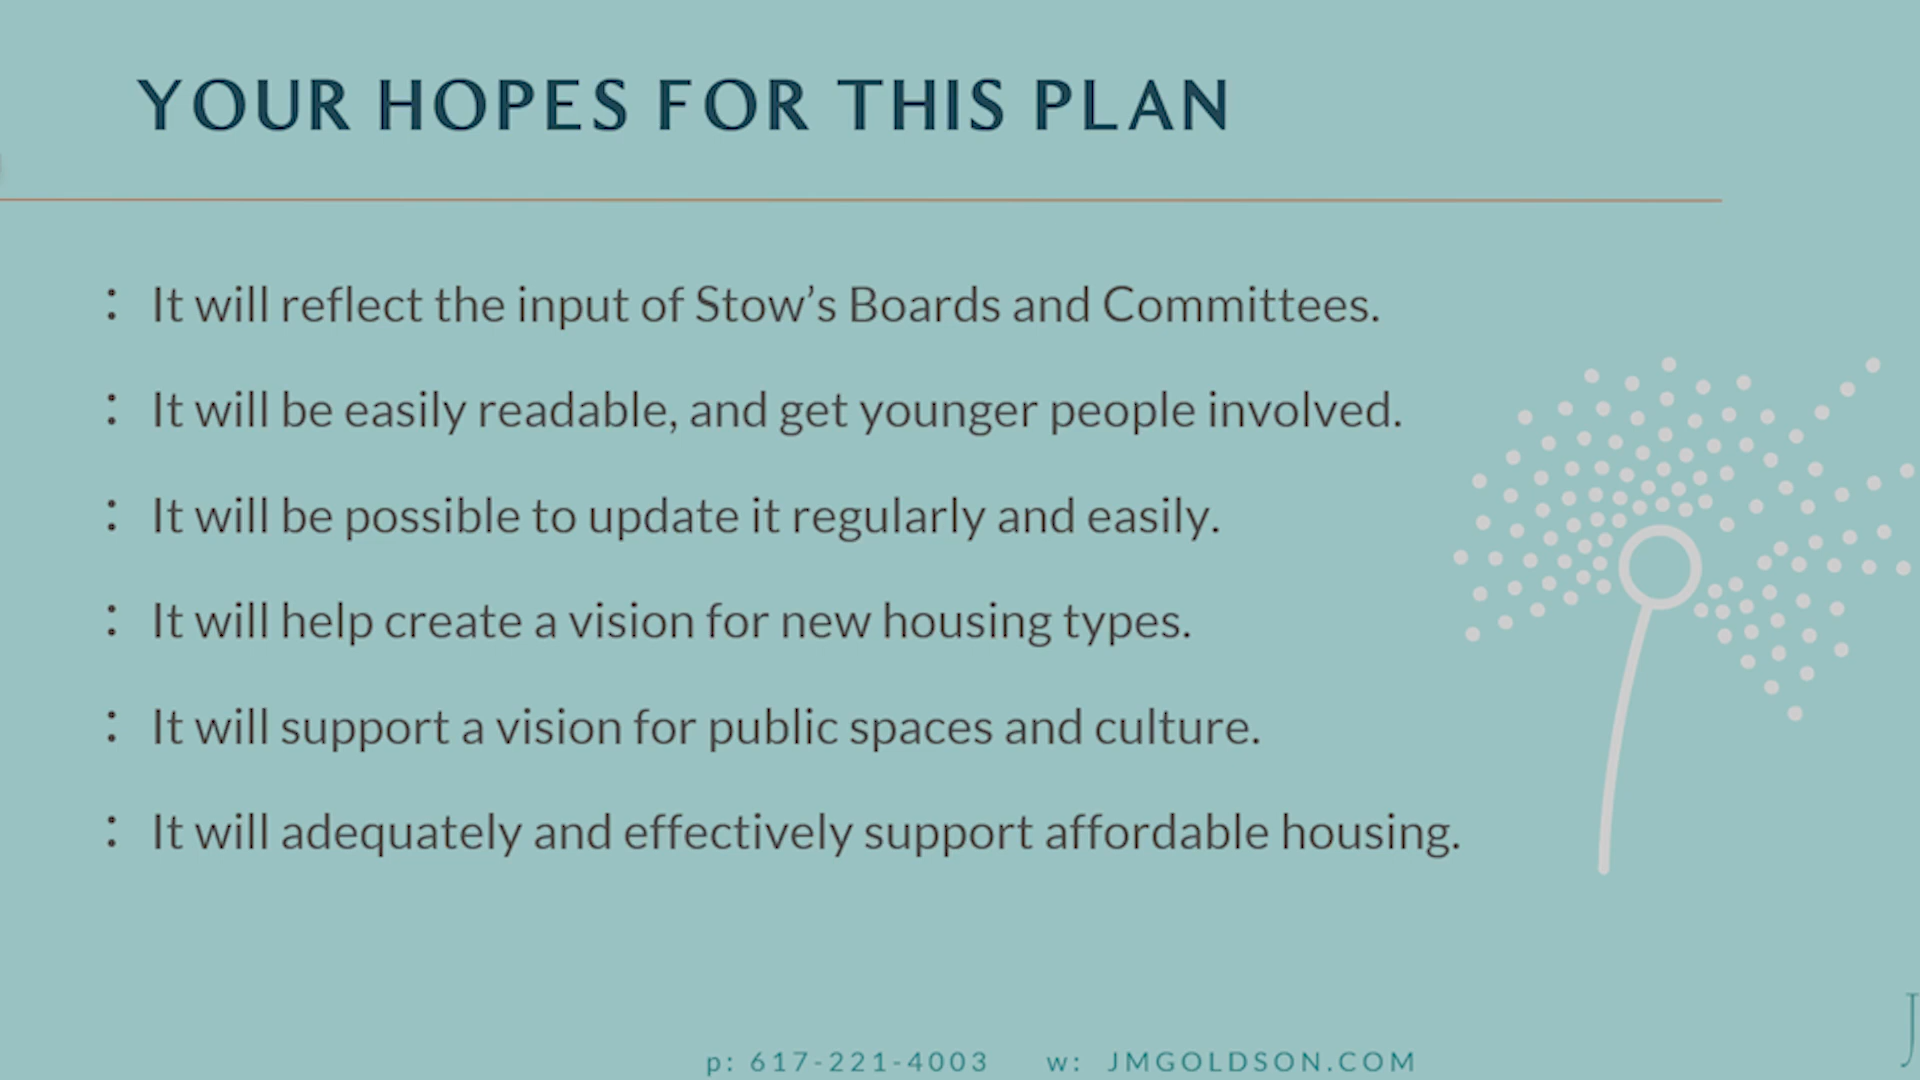 YOUR HOPES FOR THIS PLAN
: It will reflect the input of Stow’s Boards and Committees.
: It will be easily readable, and get younger people involved.
: It will be possible to update it regularly and easily.
: It will help create a vision for new housing types.
: It will support a vision for public spaces and culture.
: It will adequately and effectively support affordable housing.
p: 617-221-4003 w: JMGOLDSON.COM
J